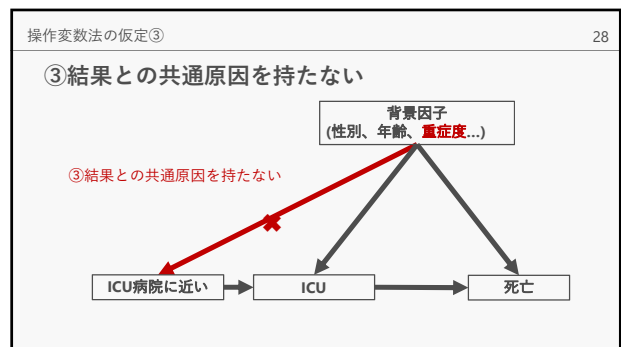 操作変数法の仮定③
28
③結果との共通原因を持たない
背景因子
(性別、年齢、重症度...)
③結果との共通原因を持たない
ICU病院に近い
ICU
死亡